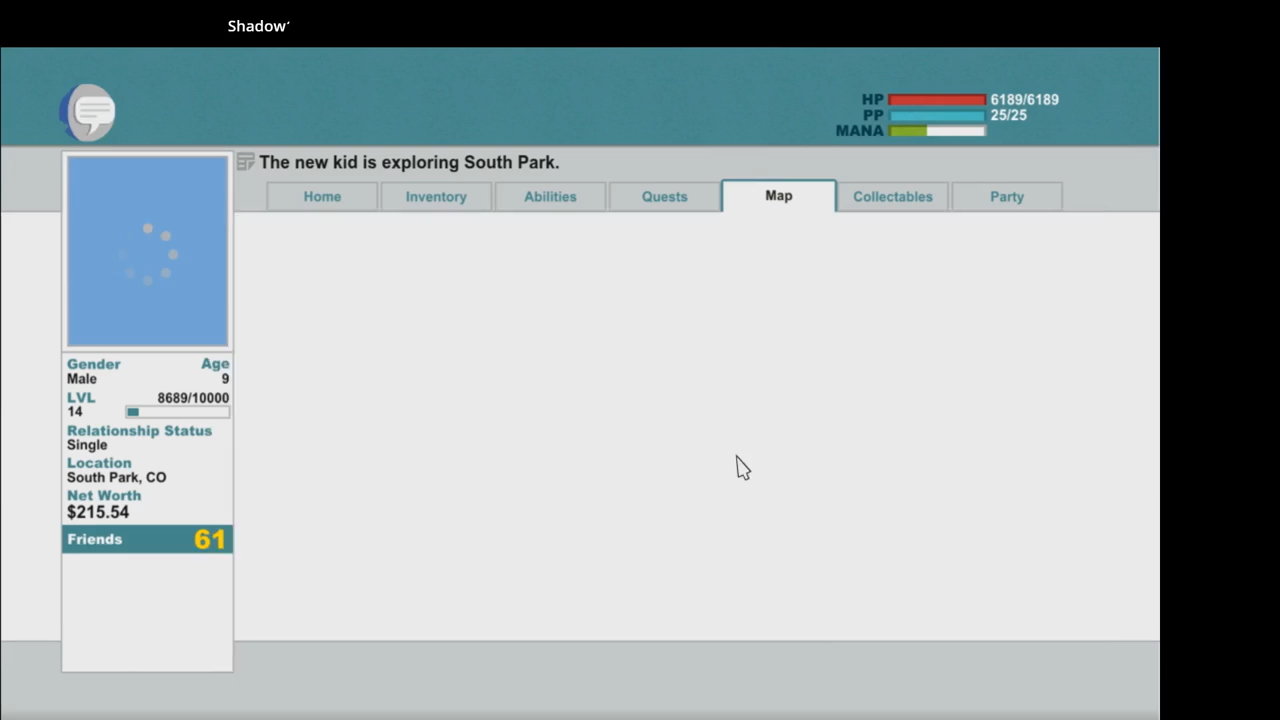 Shadow
HP 6189/6189
PP 25/25
MANA
The new kid is exploring South Park.
Home Inventory Abilities Quests Map Collectables Party
Gender Age
Male 9
LVL 8689/10000
14
Relationship Status
Single
Location
South Park, CO
Net Worth
$215.54
Friends 61